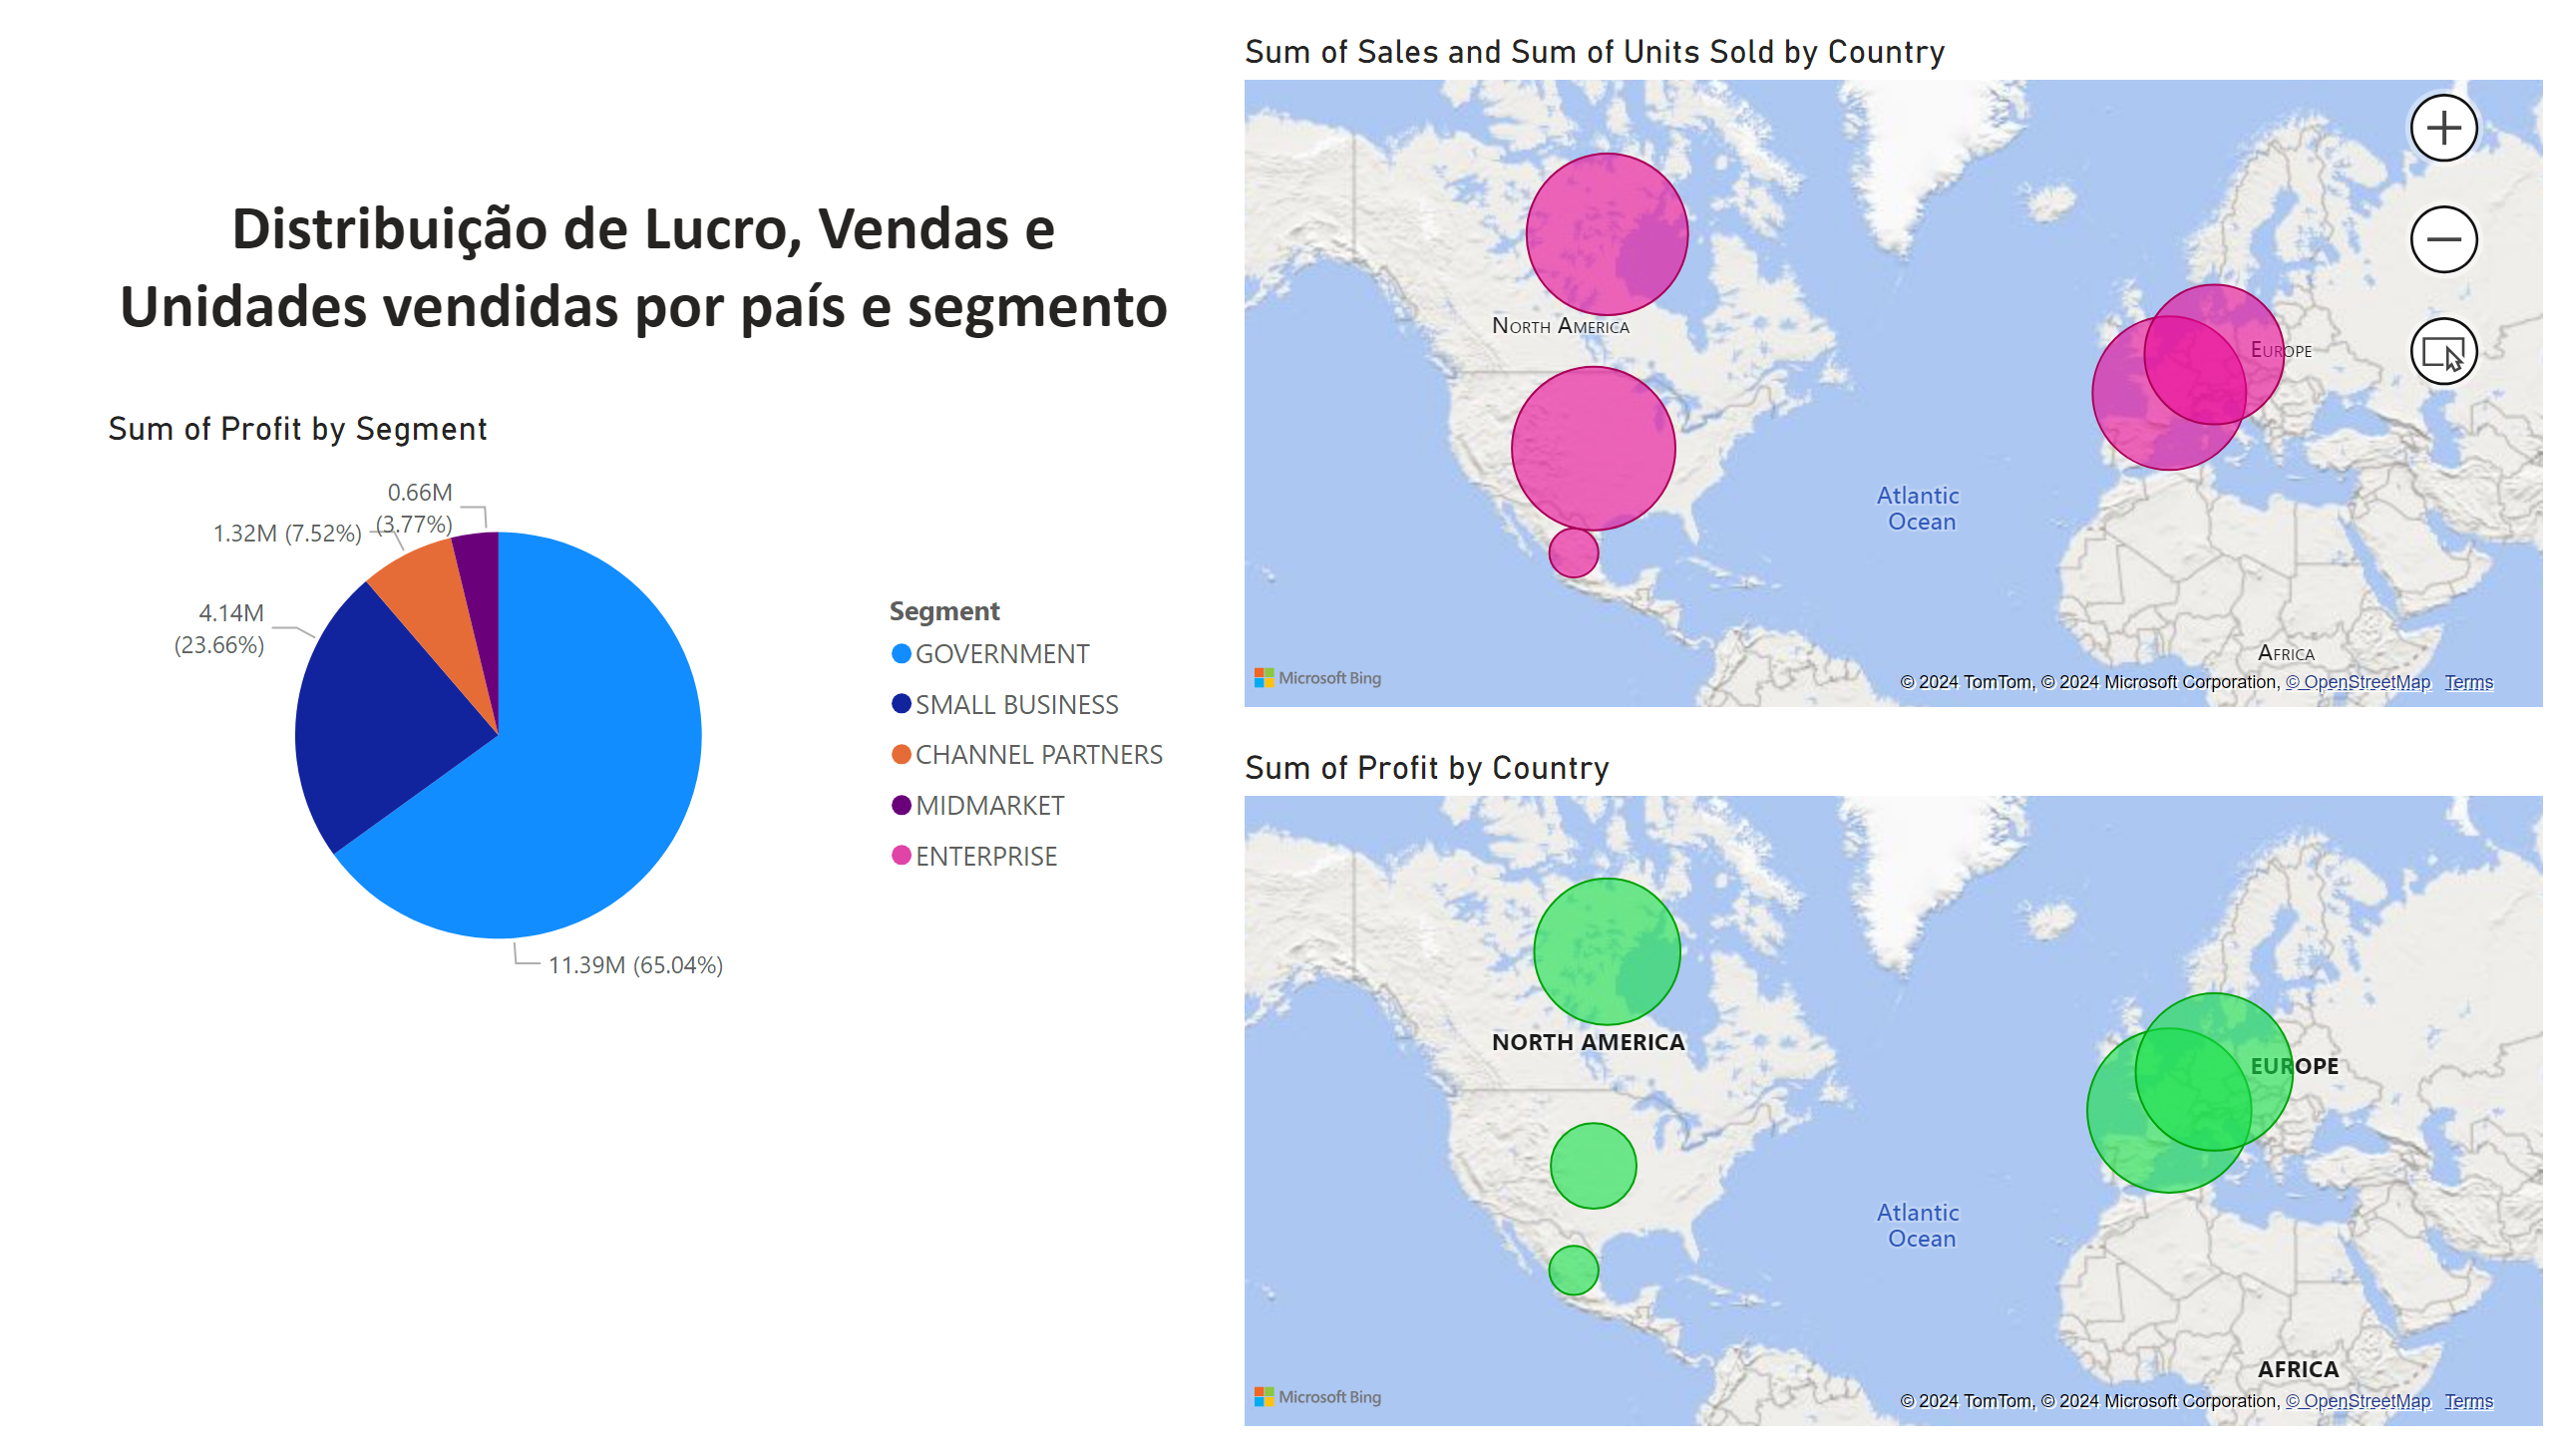 Distribuição de Lucro, Vendas e
Unidades vendidas por país e segmento
Sum of Profit by Segment
0.66M
(3.77%)
1.32M (7.52%)
4.14M
(23.66%)
11.39M (65.04%)
Segment
GOVERNMENT
SMALL BUSINESS
CHANNEL PARTNERS
MIDMARKET
ENTERPRISE
Sum of Sales and Sum of Units Sold by Country
NORTH AMERICA
EUROPE
Atlantic
Ocean
AFRICA
Microsoft Bing
© 2024 TomTom, © 2024 Microsoft Corporation, © OpenStreetMap Terms
Sum of Profit by Country
NORTH AMERICA
EUROPE
Atlantic
Ocean
AFRICA
Microsoft Bing
© 2024 TomTom, © 2024 Microsoft Corporation, © OpenStreetMap Terms